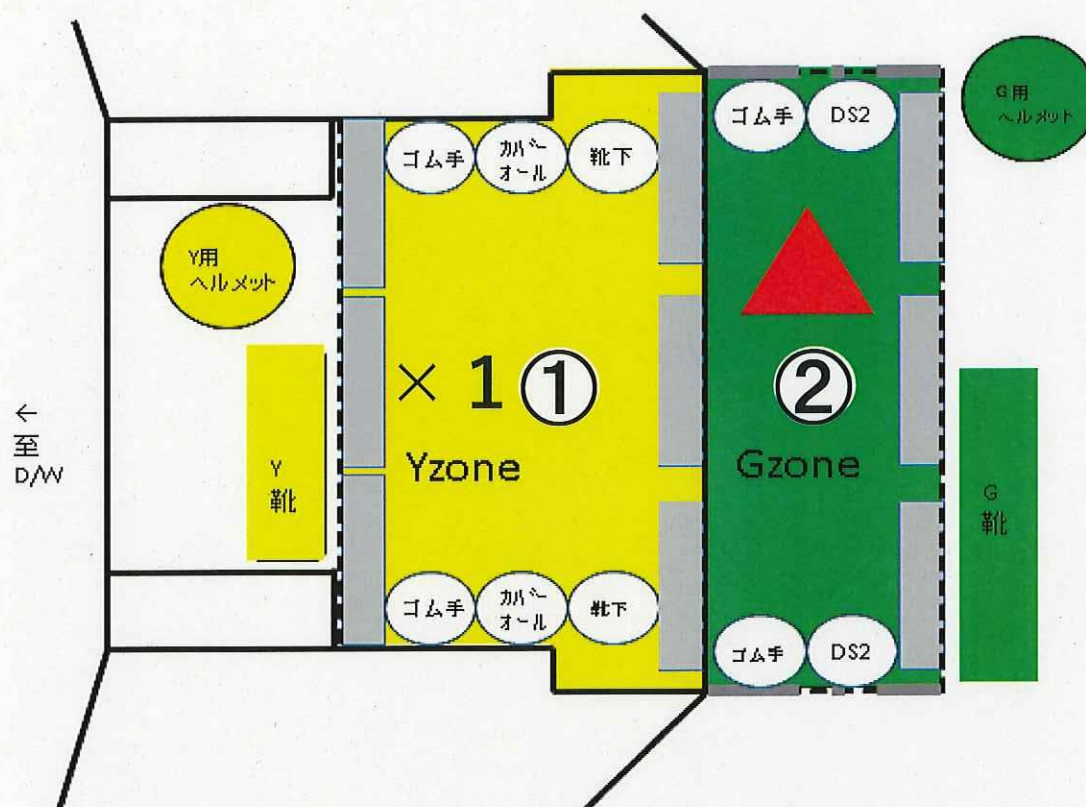 G用
ヘルメット
ゴム手
DS2
ゴム手
カバー
オール
靴下
Y用
ヘルメット
←
至
D/W
× 1 ①
②
Yzone
Gzone
Y
靴
G
靴
ゴム手
カバー
オール
靴下
ゴム手
DS2